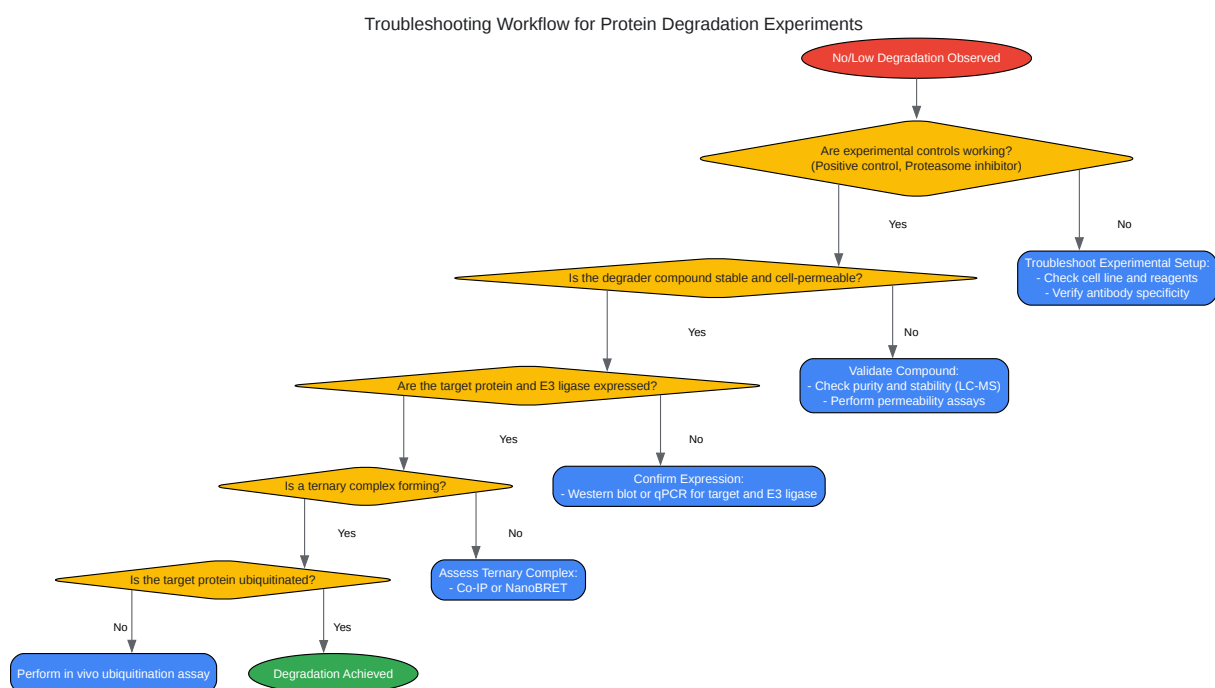 Troubleshooting Workflow for Protein Degradation Experiments
No/Low Degradation Observed
Are experimental controls working?
(Positive control, Proteasome inhibitor)
Yes
No
Troubleshoot Experimental Setup:
- Check cell line and reagents
- Verify antibody specificity
Is the degrader compound stable and cell-permeable?
Yes
No
Validate Compound:
- Check purity and stability (LC-MS)
- Perform permeability assays
Are the target protein and E3 ligase expressed?
Yes
No
Confirm Expression:
- Western blot or qPCR for target and E3 ligase
Is a ternary complex forming?
Yes
No
Assess Ternary Complex:
- Co-IP or NanoBRET
Is the target protein ubiquitinated?
No
Yes
Perform in vivo ubiquitination assay
Degradation Achieved